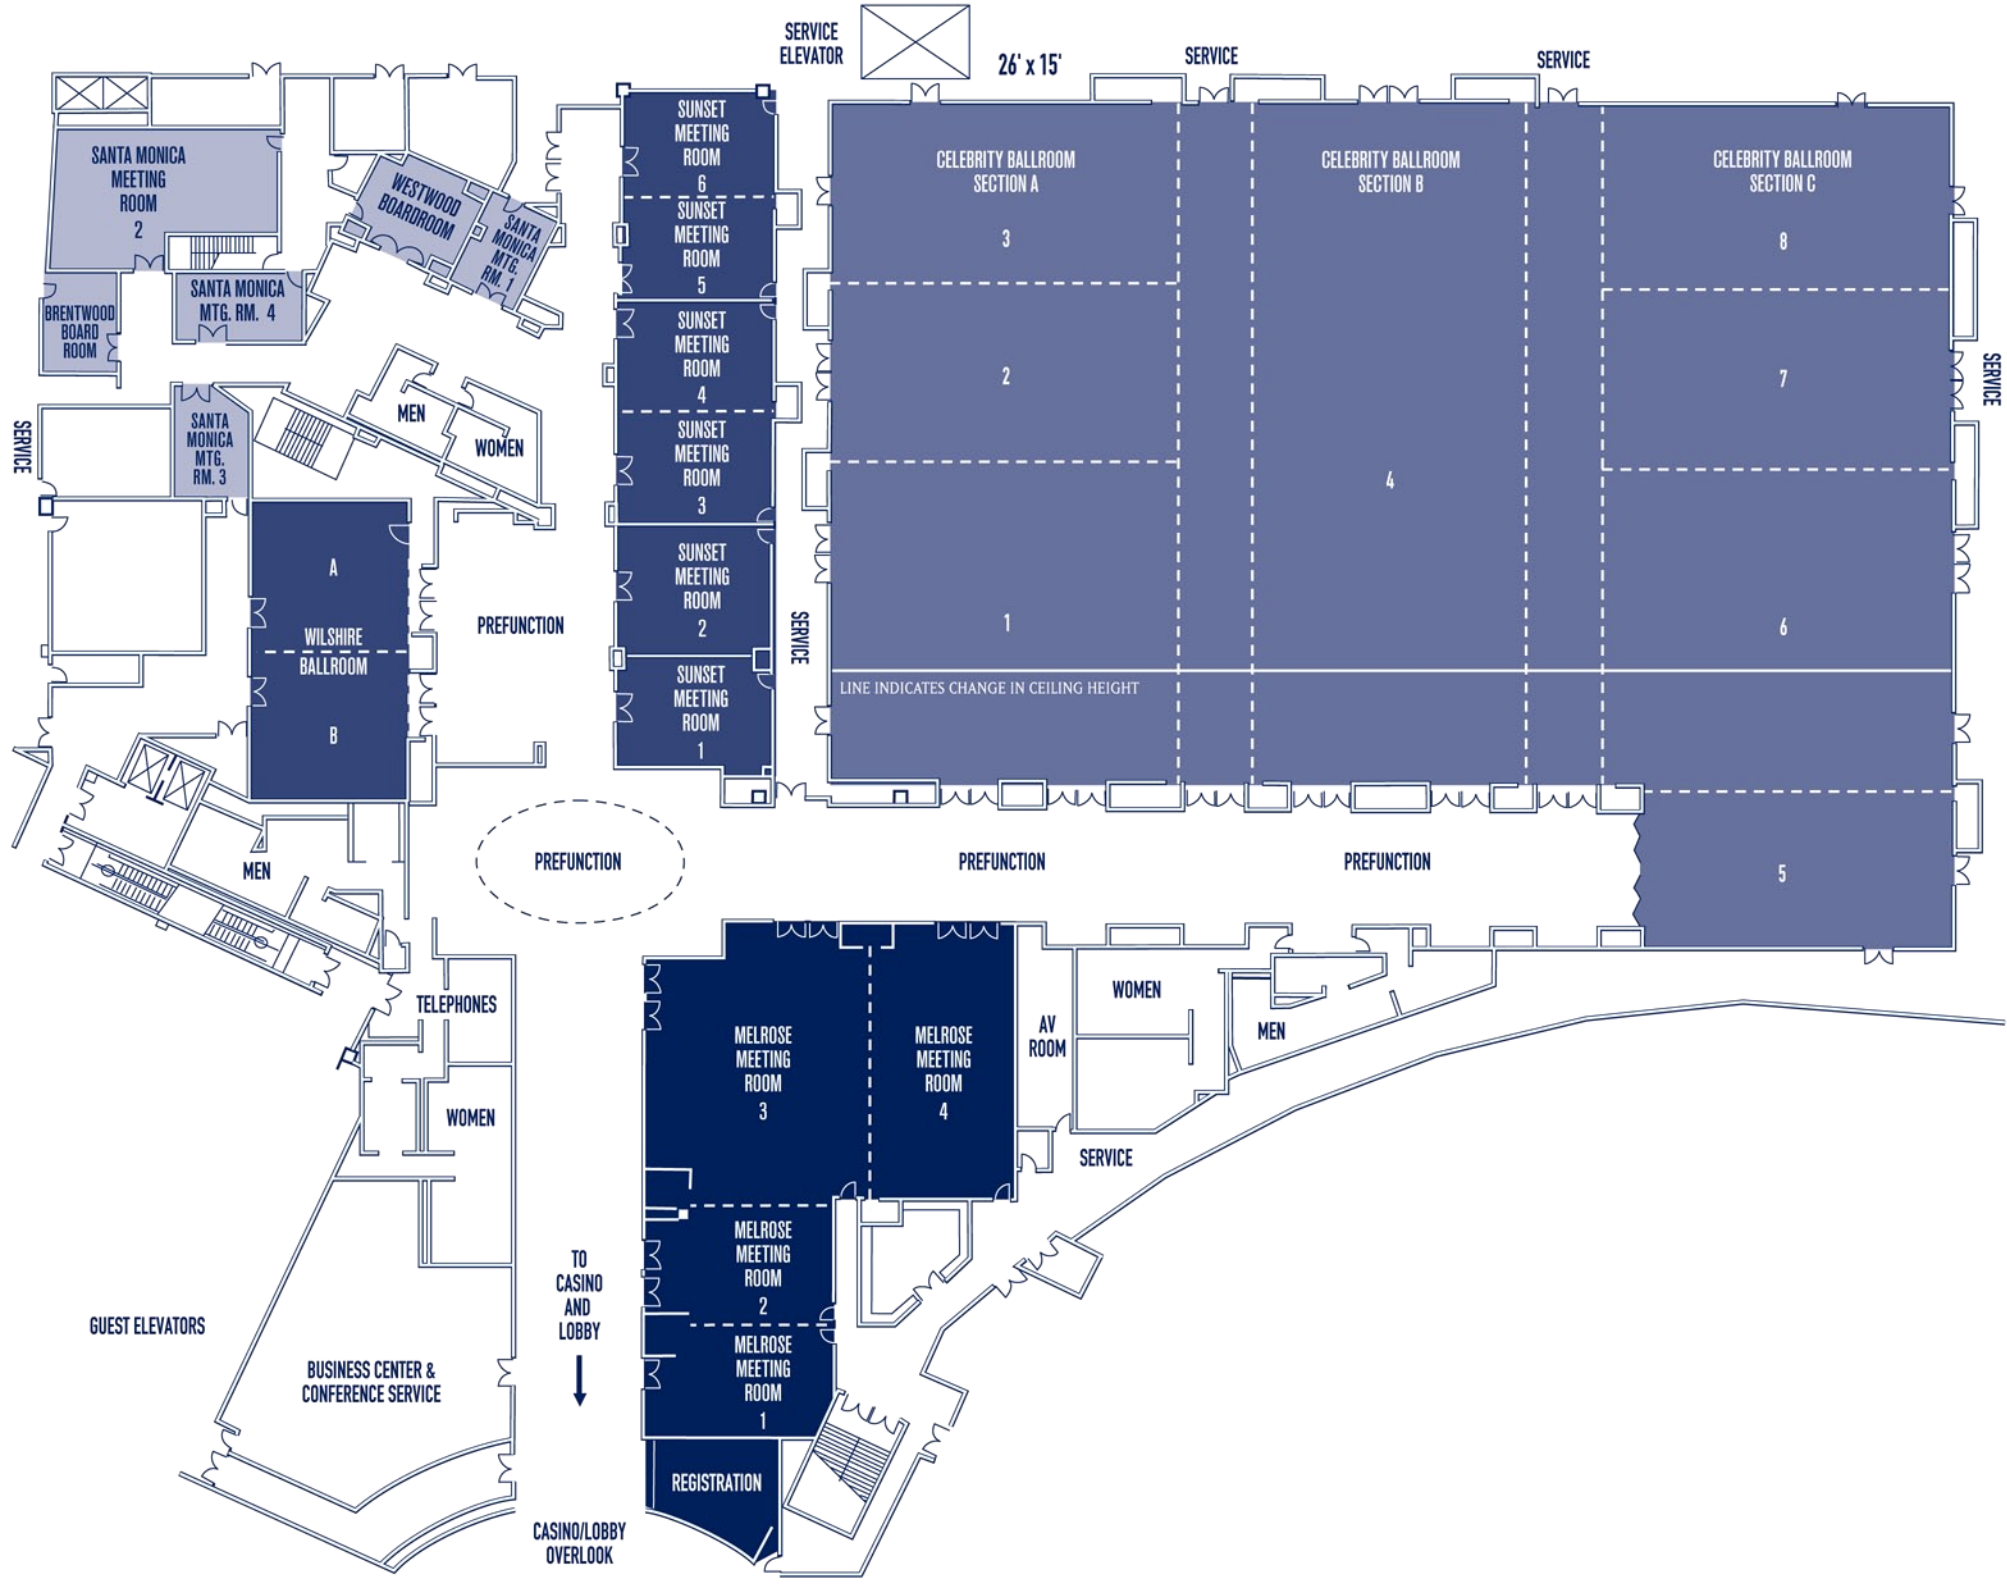 SERVICE
ELEVATOR
26' x 15'
SERVICE
SERVICE
SANTA MONICA
MEETING
ROOM
2
WESTWOOD
BOARDROOM
SANTA
MONICA
MTG.
RM. 1
BRENTWOOD
BOARD
ROOM
SANTA MONICA
MTG. RM. 4
SANTA
MONICA
MTG.
RM. 3
SERVICE
MEN
WOMEN
SUNSET
MEETING
ROOM
6
SUNSET
MEETING
ROOM
5
SUNSET
MEETING
ROOM
4
SUNSET
MEETING
ROOM
3
SUNSET
MEETING
ROOM
2
SUNSET
MEETING
ROOM
1
SERVICE
CELEBRITY BALLROOM
SECTION A
3
2
1
CELEBRITY BALLROOM
SECTION B
4
CELEBRITY BALLROOM
SECTION C
8
7
6
5
SERVICE
LINE INDICATES CHANGE IN CEILING HEIGHT
A
WILSHIRE
BALLROOM
B
PREFUNCTION
PREFUNCTION
PREFUNCTION
PREFUNCTION
MEN
TELEPHONES
WOMEN
MELROSE
MEETING
ROOM
3
MELROSE
MEETING
ROOM
4
AV
ROOM
WOMEN
MEN
SERVICE
MELROSE
MEETING
ROOM
2
MELROSE
MEETING
ROOM
1
REGISTRATION
TO
CASINO
AND
LOBBY
GUEST ELEVATORS
BUSINESS CENTER &
CONFERENCE SERVICE
CASINO/LOBBY
OVERLOOK